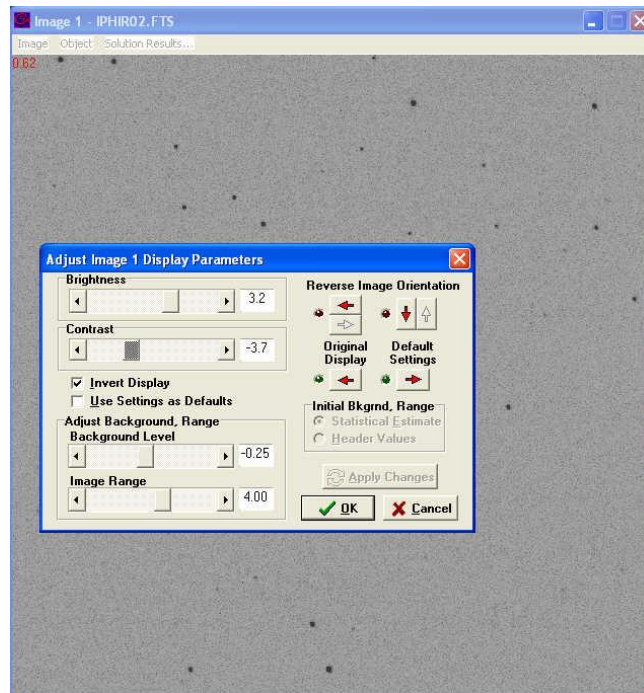 Image 1 - IPHIR02.FTS
Image Object Solution Results...
0.62
Adjust Image 1 Display Parameters
Brightness
3.2
Contrast
-3.7
Invert Display
Use Settings as Defaults
Adjust Background, Range
Background Level
-0.25
Image Range
4.00
Reverse Image Orientation
Original Display
Default Settings
Initial Bkgrnd, Range
Statistical Estimate
Header Values
Apply Changes
OK
Cancel